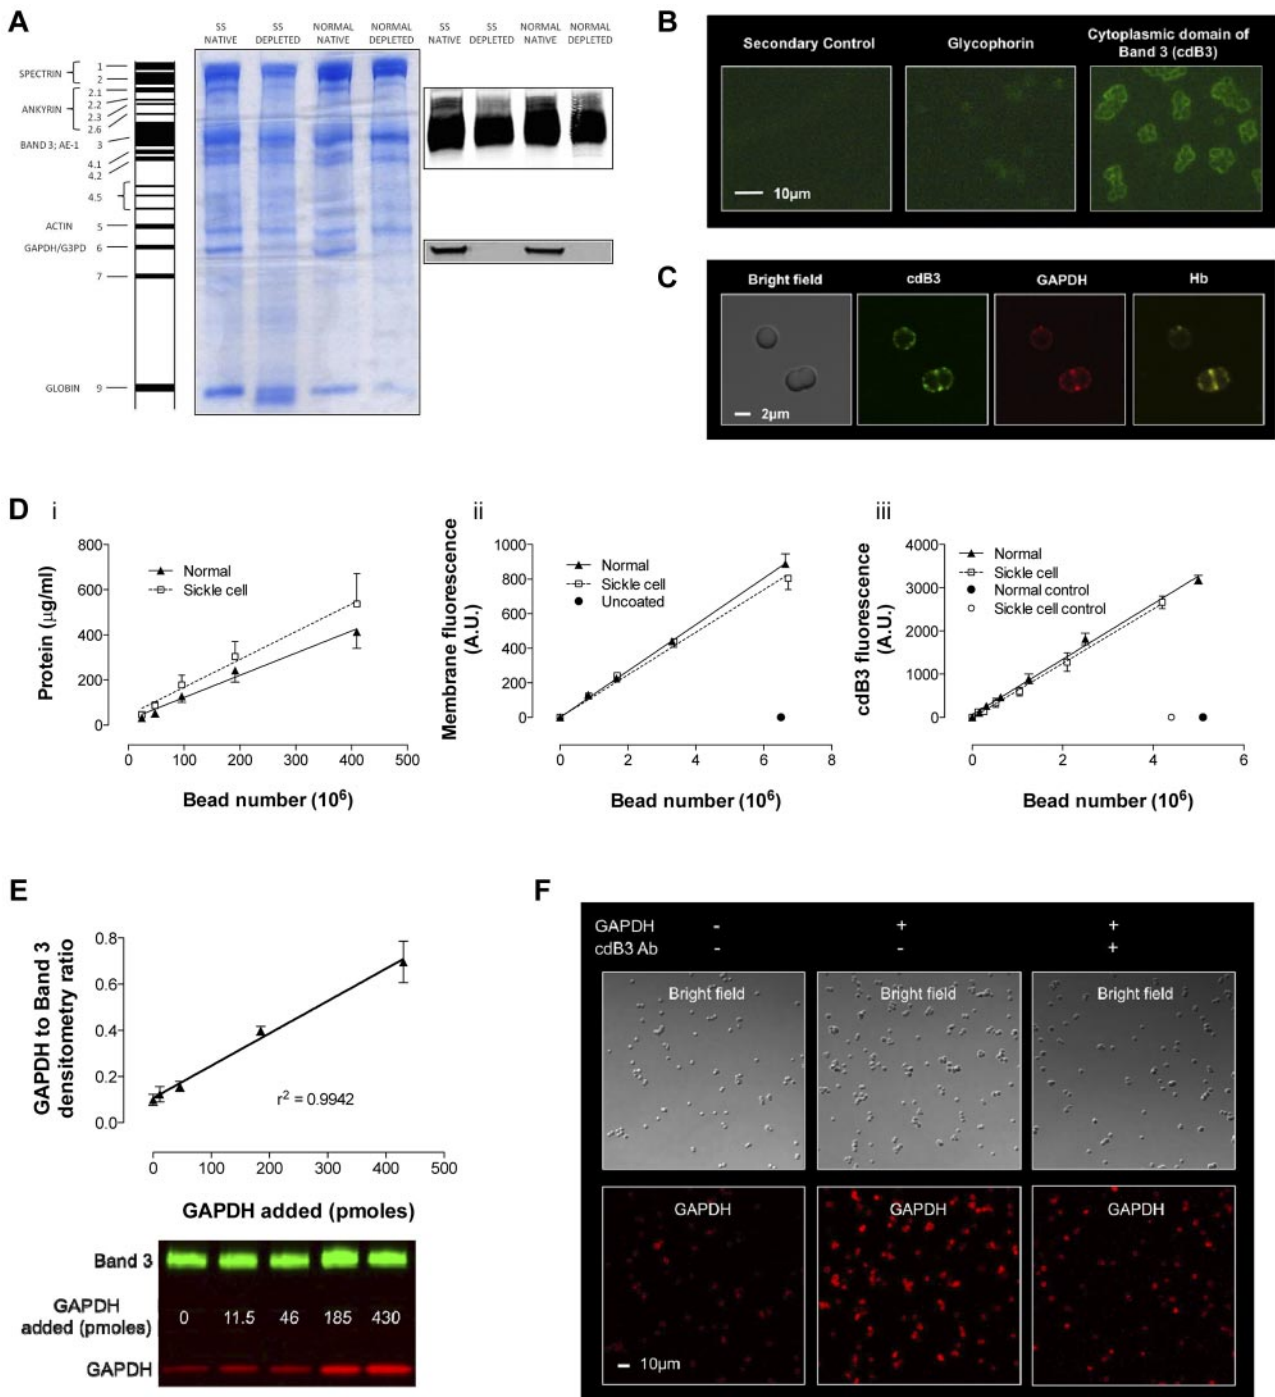 A
SS
NATIVE
SS
DEPLETED
NORMAL
NATIVE
NORMAL
DEPLETED
SS
NATIVE
SS
DEPLETED
NORMAL
NATIVE
NORMAL
DEPLETED
SPECTRIN
1
2
ANKYRIN
2.1
2.2
2.3
2.6
BAND 3; AE-1
3
4.1
4.2
4.5
ACTIN
5
GAPDH/G3PD
6
7
GLOBIN
9
B
Secondary Control
Glycophorin
Cytoplasmic domain of
Band 3 (cdB3)
10µm
C
Bright field
cdB3
GAPDH
Hb
2µm
D
i
Protein (µg/ml)
800
600
400
200
0
Normal
Sickle cell
0 100 200 300 400 500
Bead number (10⁶)
ii
Membrane fluorescence
(A.U.)
1000
800
600
400
200
0
Normal
Sickle cell
Uncoated
0 2 4 6 8
Bead number (10⁶)
iii
cdB3 fluorescence
(A.U.)
4000
3000
2000
1000
0
Normal
Sickle cell
Normal control
Sickle cell control
0 2 4 6
Bead number (10⁶)
E
GAPDH to Band 3
densitometry ratio
0.8
0.6
0.4
0.2
0.0
r² = 0.9942
0 100 200 300 400 500
GAPDH added (pmoles)
Band 3
GAPDH
added (pmoles)
0 11.5 46 185 430
GAPDH
F
GAPDH - + +
cdB3 Ab - - +
Bright field
Bright field
Bright field
GAPDH
GAPDH
GAPDH
10µm